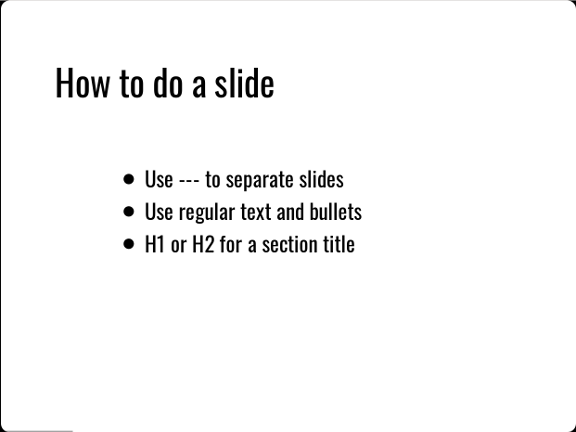 How to do a slide
● Use --- to separate slides
● Use regular text and bullets
● H1 or H2 for a section title